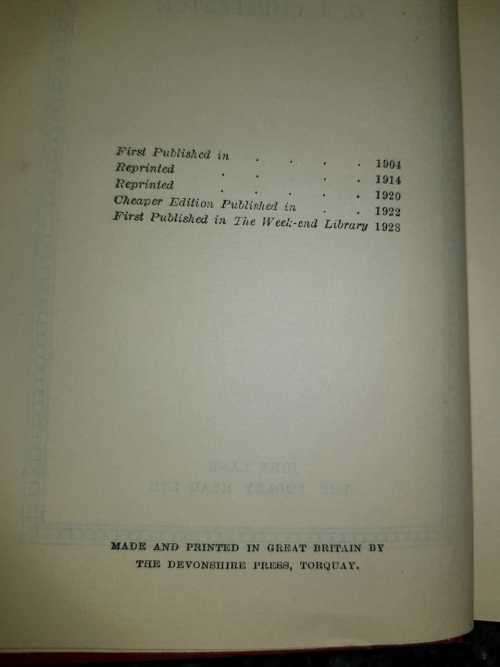 First Published in . . . . 1904
Reprinted . . . . 1914
Reprinted . . . . . 1920
Cheaper Edition Published in . . 1922
First Published in The Week-end Library 1928
MADE AND PRINTED IN GREAT BRITAIN BY
THE DEVONSHIRE PRESS, TORQUAY.